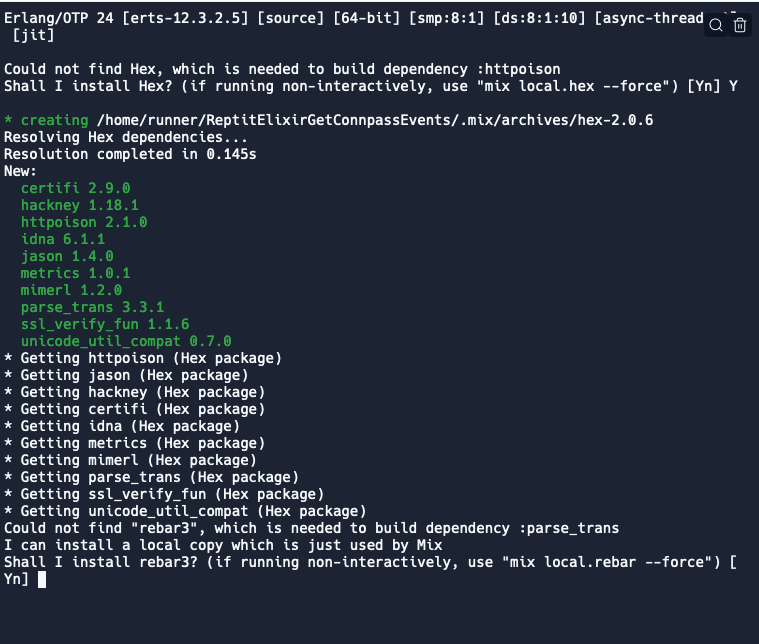 Erlang/OTP 24 [erts-12.3.2.5] [source] [64-bit] [smp:8:1] [ds:8:1:10] [async-thread
[jit]
Could not find Hex, which is needed to build dependency :httpoison
Shall I install Hex? (if running non-interactively, use "mix local.hex --force") [Yn] Y
* creating /home/runner/ReptitElixirGetConnpassEvents/.mix/archives/hex-2.0.6
Resolving Hex dependencies...
Resolution completed in 0.145s
New:
certifi 2.9.0
hackney 1.18.1
httpoison 2.1.0
idna 6.1.1
jason 1.4.0
metrics 1.0.1
mimerl 1.2.0
parse_trans 3.3.1
ssl_verify_fun 1.1.6
unicode_util_compat 0.7.0
* Getting httpoison (Hex package)
* Getting jason (Hex package)
* Getting hackney (Hex package)
* Getting certifi (Hex package)
* Getting idna (Hex package)
* Getting metrics (Hex package)
* Getting mimerl (Hex package)
* Getting parse_trans (Hex package)
* Getting ssl_verify_fun (Hex package)
* Getting unicode_util_compat (Hex package)
Could not find "rebar3", which is needed to build dependency :parse_trans
I can install a local copy which is just used by Mix
Shall I install rebar3? (if running non-interactively, use "mix local.rebar --force") [
Yn]